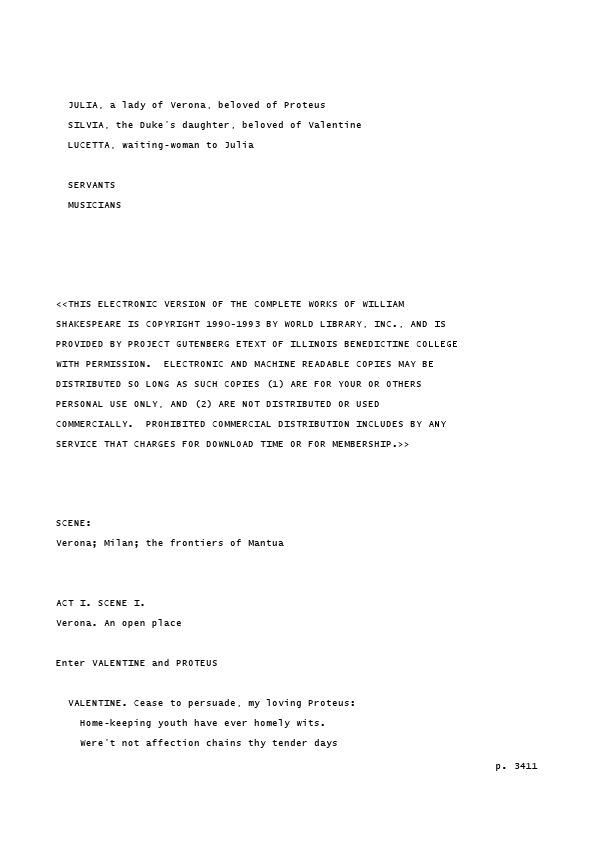 JULIA, a lady of Verona, beloved of Proteus
SILVIA, the Duke's daughter, beloved of Valentine
LUCETTA, waiting-woman to Julia
SERVANTS
MUSICIANS
<<THIS ELECTRONIC VERSION OF THE COMPLETE WORKS OF WILLIAM
SHAKESPEARE IS COPYRIGHT 1990-1993 BY WORLD LIBRARY, INC., AND IS
PROVIDED BY PROJECT GUTENBERG ETEXT OF ILLINOIS BENEDICTINE COLLEGE
WITH PERMISSION.  ELECTRONIC AND MACHINE READABLE COPIES MAY BE
DISTRIBUTED SO LONG AS SUCH COPIES (1) ARE FOR YOUR OR OTHERS
PERSONAL USE ONLY, AND (2) ARE NOT DISTRIBUTED OR USED
COMMERCIALLY.  PROHIBITED COMMERCIAL DISTRIBUTION INCLUDES BY ANY
SERVICE THAT CHARGES FOR DOWNLOAD TIME OR FOR MEMBERSHIP.>>
SCENE:
Verona; Milan; the frontiers of Mantua
ACT I. SCENE I.
Verona. An open place
Enter VALENTINE and PROTEUS
VALENTINE. Cease to persuade, my loving Proteus:
Home-keeping youth have ever homely wits.
Were't not affection chains thy tender days
p. 3411